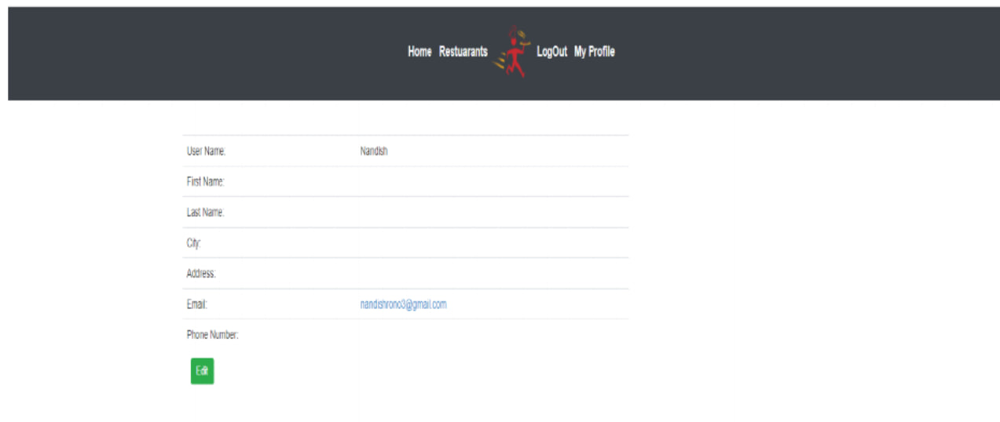 Home Restuarants LogOut My Profile
User Name: Nandish
First Name:
Last Name:
City:
Address:
Email: nandishrono3@gmail.com
Phone Number:
Edit